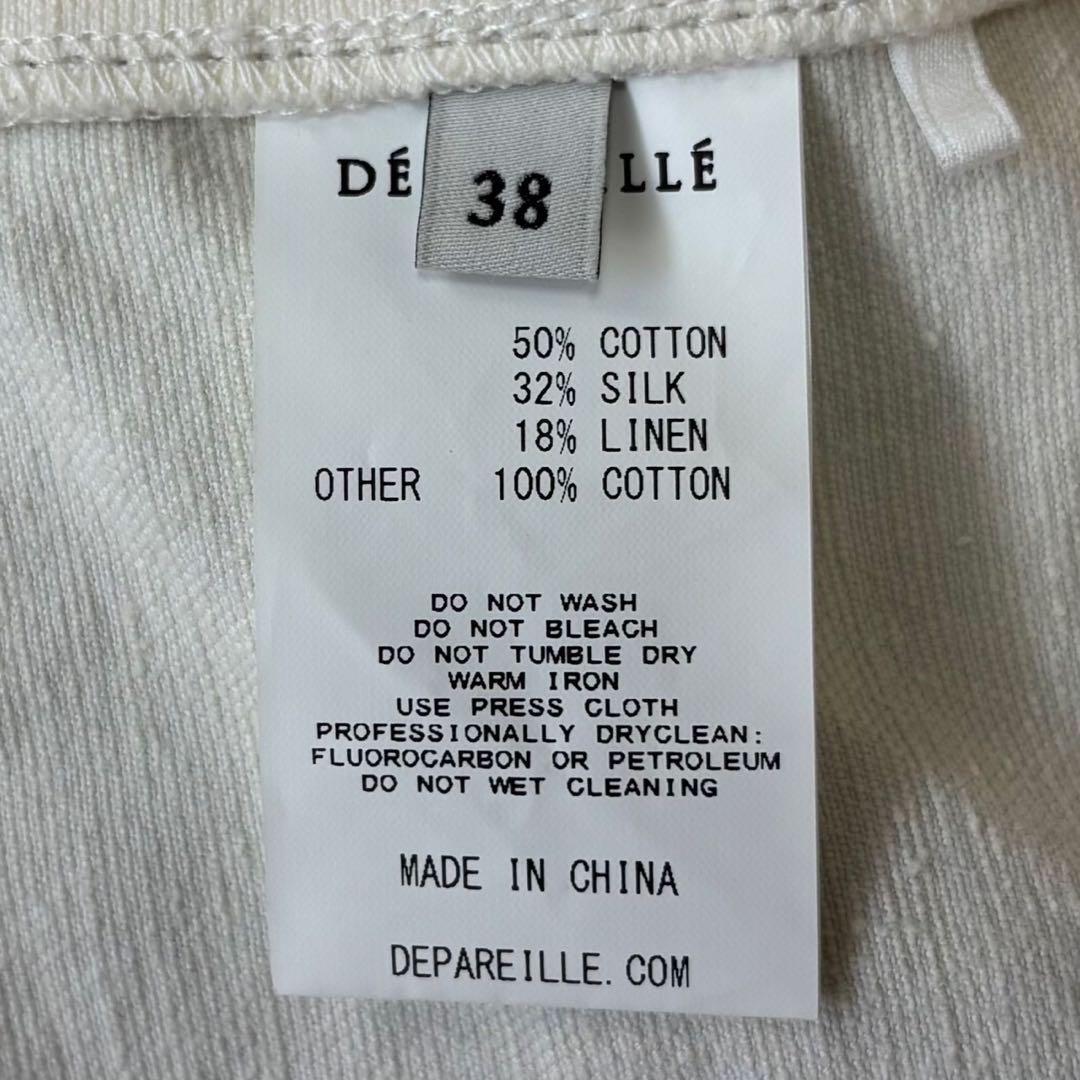 DÉ LLÉ
38
50% COTTON
32% SILK
18% LINEN
OTHER 100% COTTON
DO NOT WASH
DO NOT BLEACH
DO NOT TUMBLE DRY
WARM IRON
USE PRESS CLOTH
PROFESSIONALLY DRYCLEAN:
FLUOROCARBON OR PETROLEUM
DO NOT WET CLEANING
MADE IN CHINA
DEPAREILLE.COM